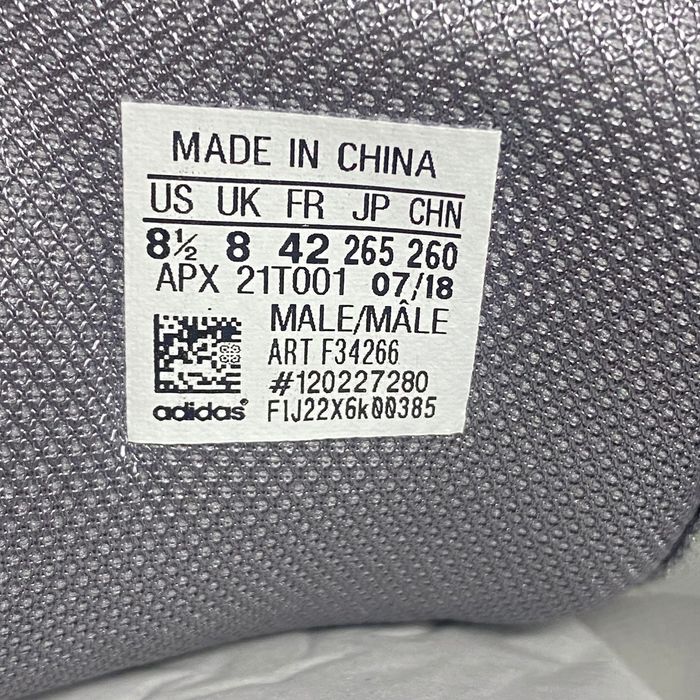 MADE IN CHINA
US UK FR JP CHN
8½ 8 42 265 260
APX 21T001 07/18
MALE/MÂLE
ART F34266
#120227280
adidas® FIJ22X6k00385